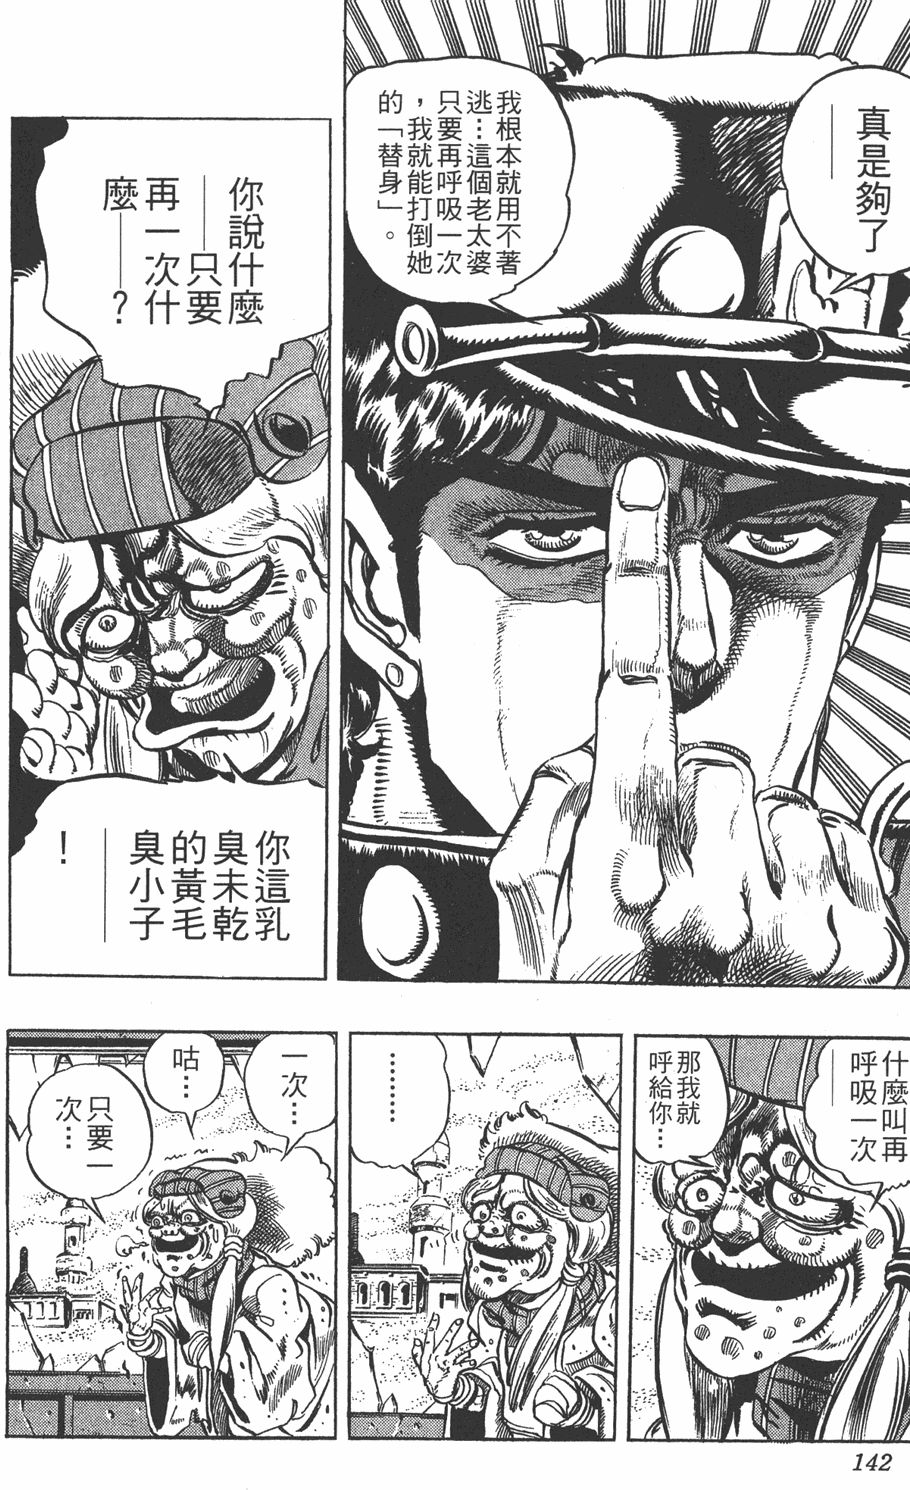 真是夠了
——
我根本就用不著
逃…這個老太婆
只要再呼吸一次
，我就能打倒她
的「替身」。
你說什麼
——只要
再一次什
麼——？
你這乳
臭未乾
的黃毛
臭小子
——
！
什麼叫再
呼吸一次
那我就
呼給你…
………
一次…
咕…
只要一
次…
142